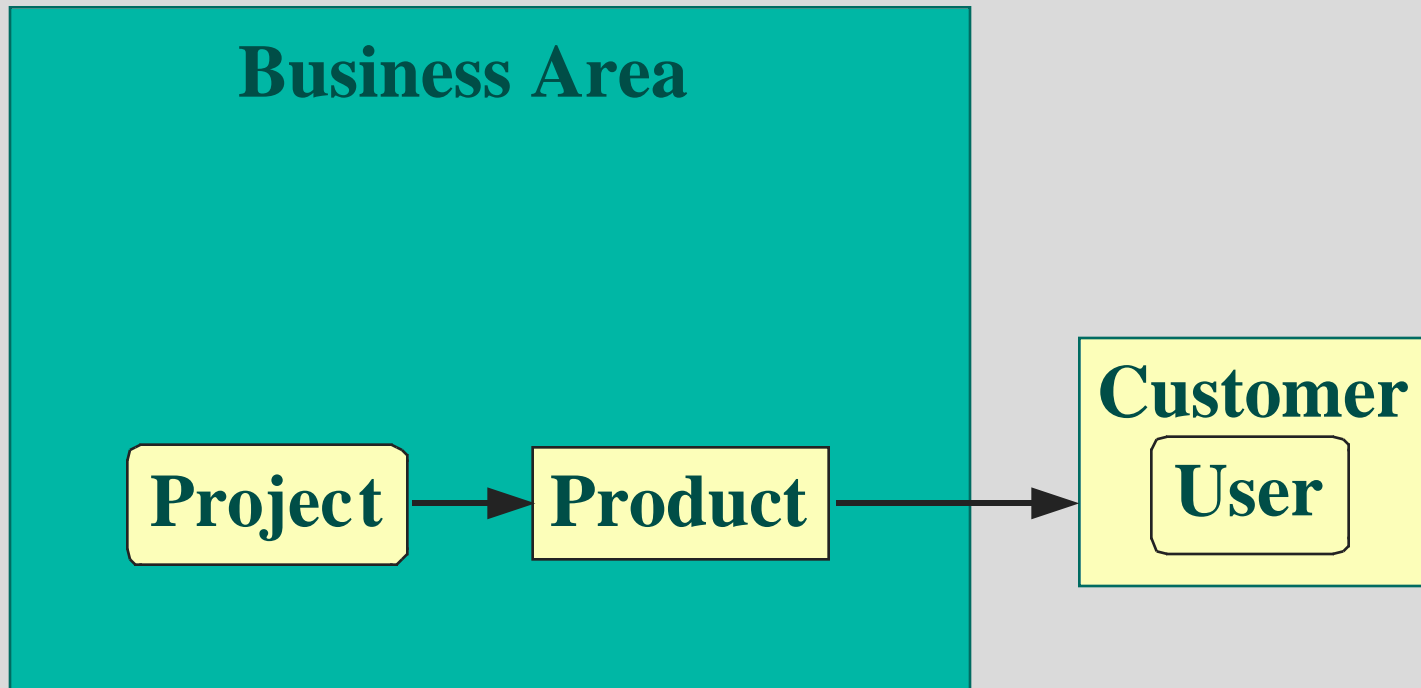 Business Area
Customer
Project
Product
User